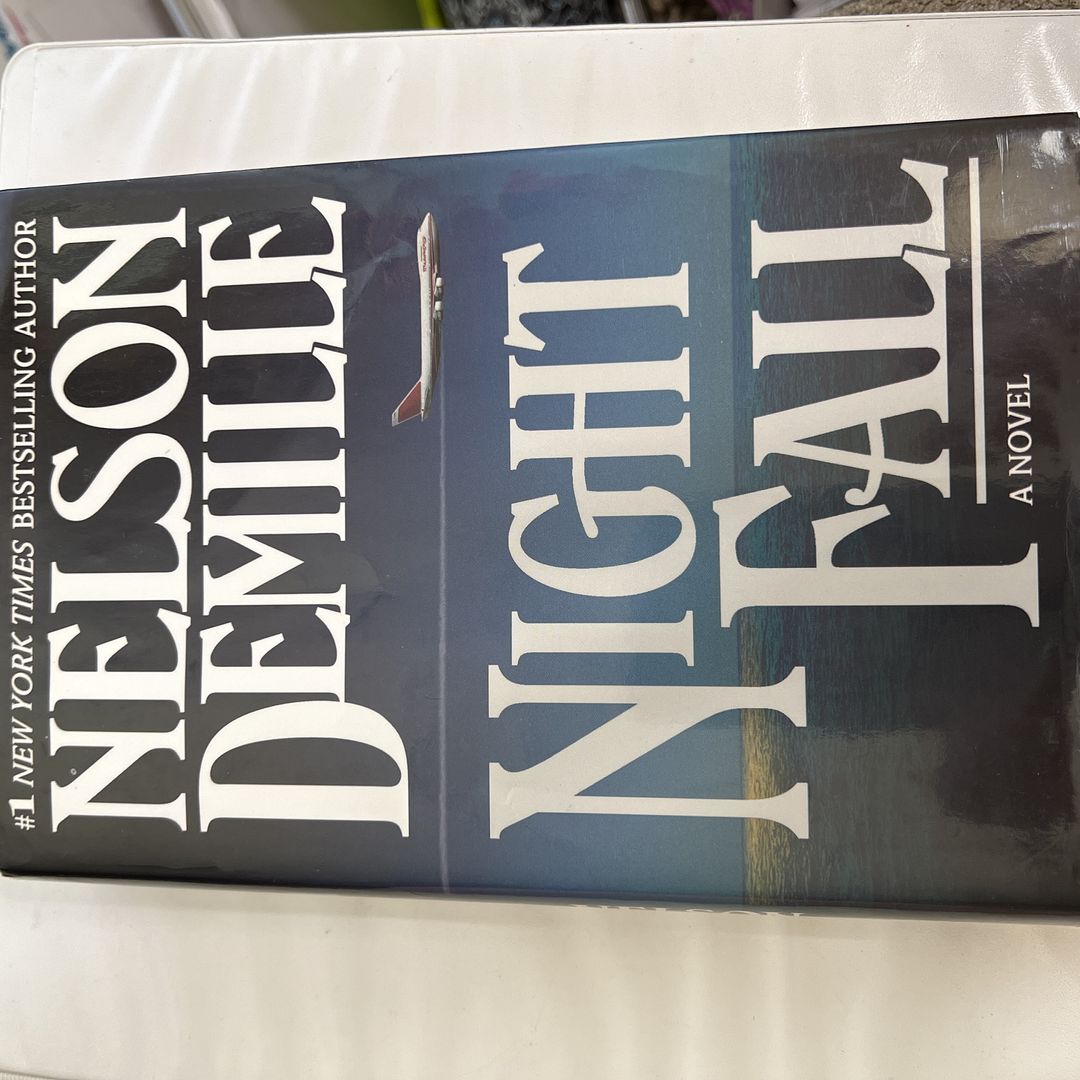 #1 NEW YORK TIMES BESTSELLING AUTHOR
NELSON
DEMILLE
NIGHT
FALL
A NOVEL